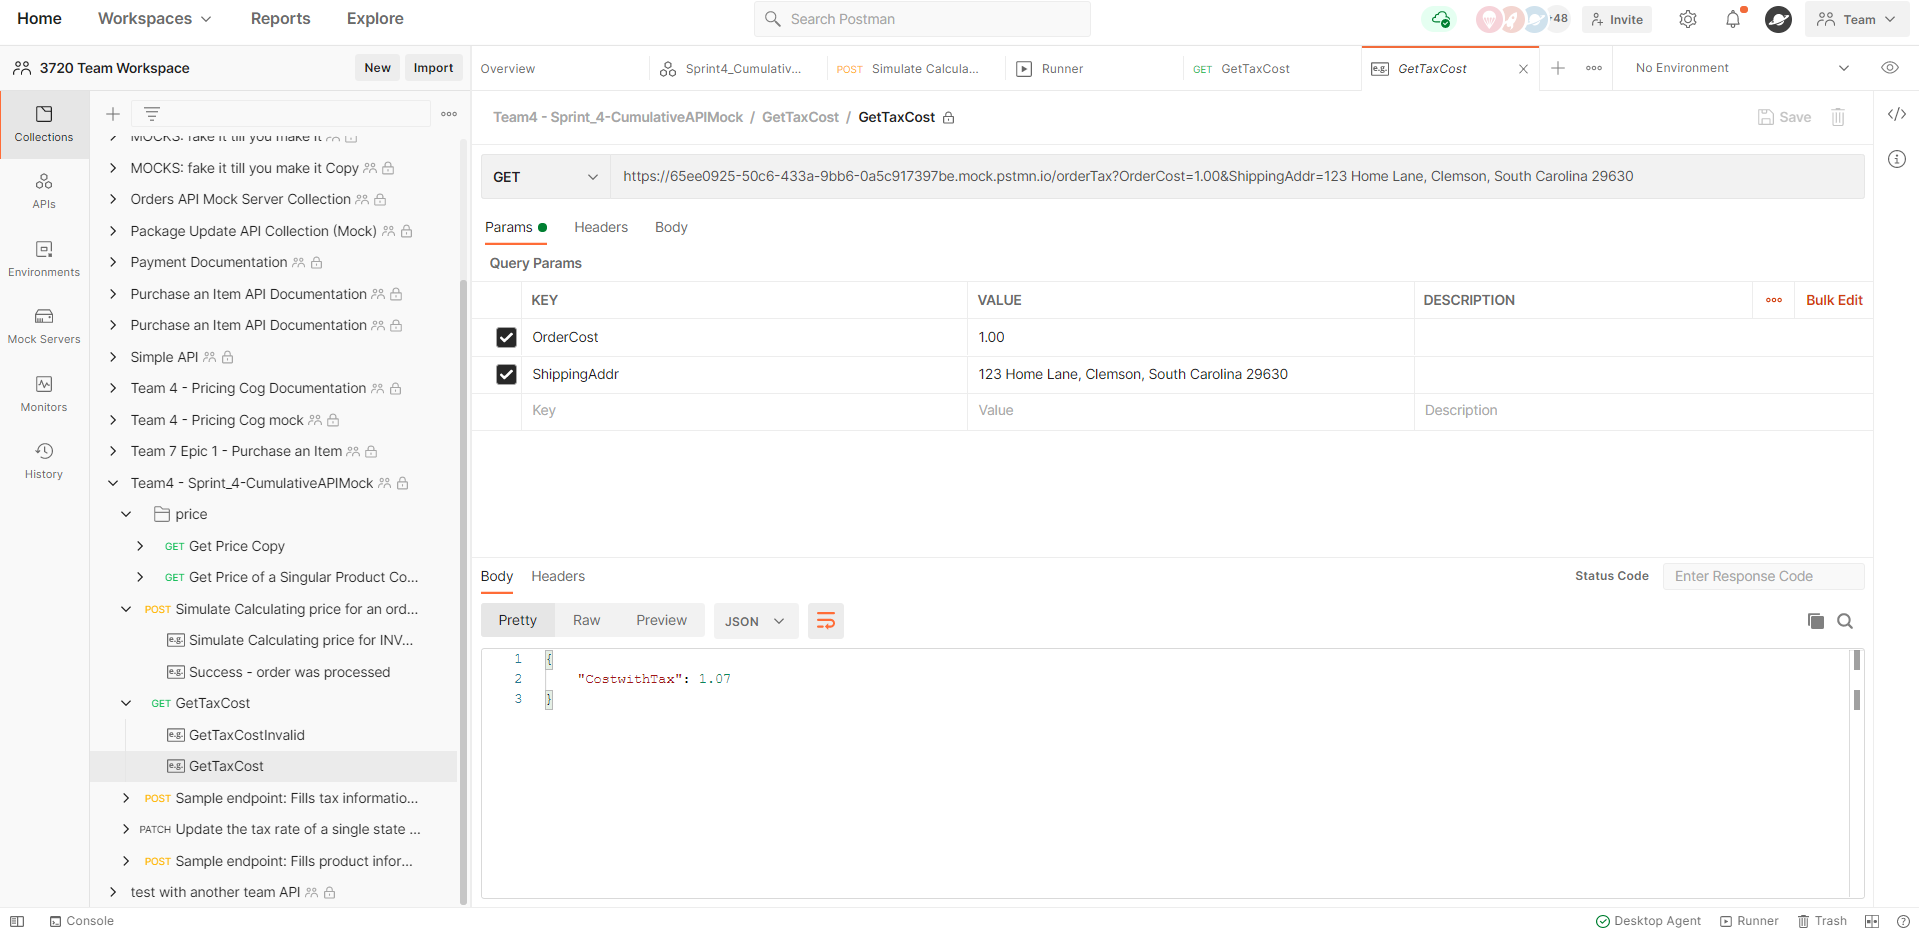 Home Workspaces Reports Explore Search Postman +48 Invite Team
3720 Team Workspace New Import
Overview Sprint4_Cumulativ... POST Simulate Calcula... Runner GET GetTaxCost e.g. GetTaxCost No Environment
Collections
APIs
Environments
Mock Servers
Monitors
History
MOCKS: fake it till you make it
MOCKS: fake it till you make it Copy
Orders API Mock Server Collection
Package Update API Collection (Mock)
Payment Documentation
Purchase an Item API Documentation
Purchase an Item API Documentation
Simple API
Team 4 - Pricing Cog Documentation
Team 4 - Pricing Cog mock
Team 7 Epic 1 - Purchase an Item
Team4 - Sprint_4-CumulativeAPIMock
price
GET Get Price Copy
GET Get Price of a Singular Product Co...
POST Simulate Calculating price for an ord...
e.g. Simulate Calculating price for INV...
e.g. Success - order was processed
GET GetTaxCost
e.g. GetTaxCostInvalid
e.g. GetTaxCost
POST Sample endpoint: Fills tax informatio...
PATCH Update the tax rate of a single state ...
POST Sample endpoint: Fills product infor...
test with another team API
Team4 - Sprint_4-CumulativeAPIMock / GetTaxCost / GetTaxCost Save
GET https://65ee0925-50c6-433a-9bb6-0a5c917397be.mock.pstmn.io/orderTax?OrderCost=1.00&ShippingAddr=123 Home Lane, Clemson, South Carolina 29630
Params Headers Body
Query Params
KEY VALUE DESCRIPTION Bulk Edit
OrderCost 1.00
ShippingAddr 123 Home Lane, Clemson, South Carolina 29630
Key Value Description
Body Headers Status Code Enter Response Code
Pretty Raw Preview JSON
1 {
2 "CostwithTax": 1.07
3 }
Console Desktop Agent Runner Trash